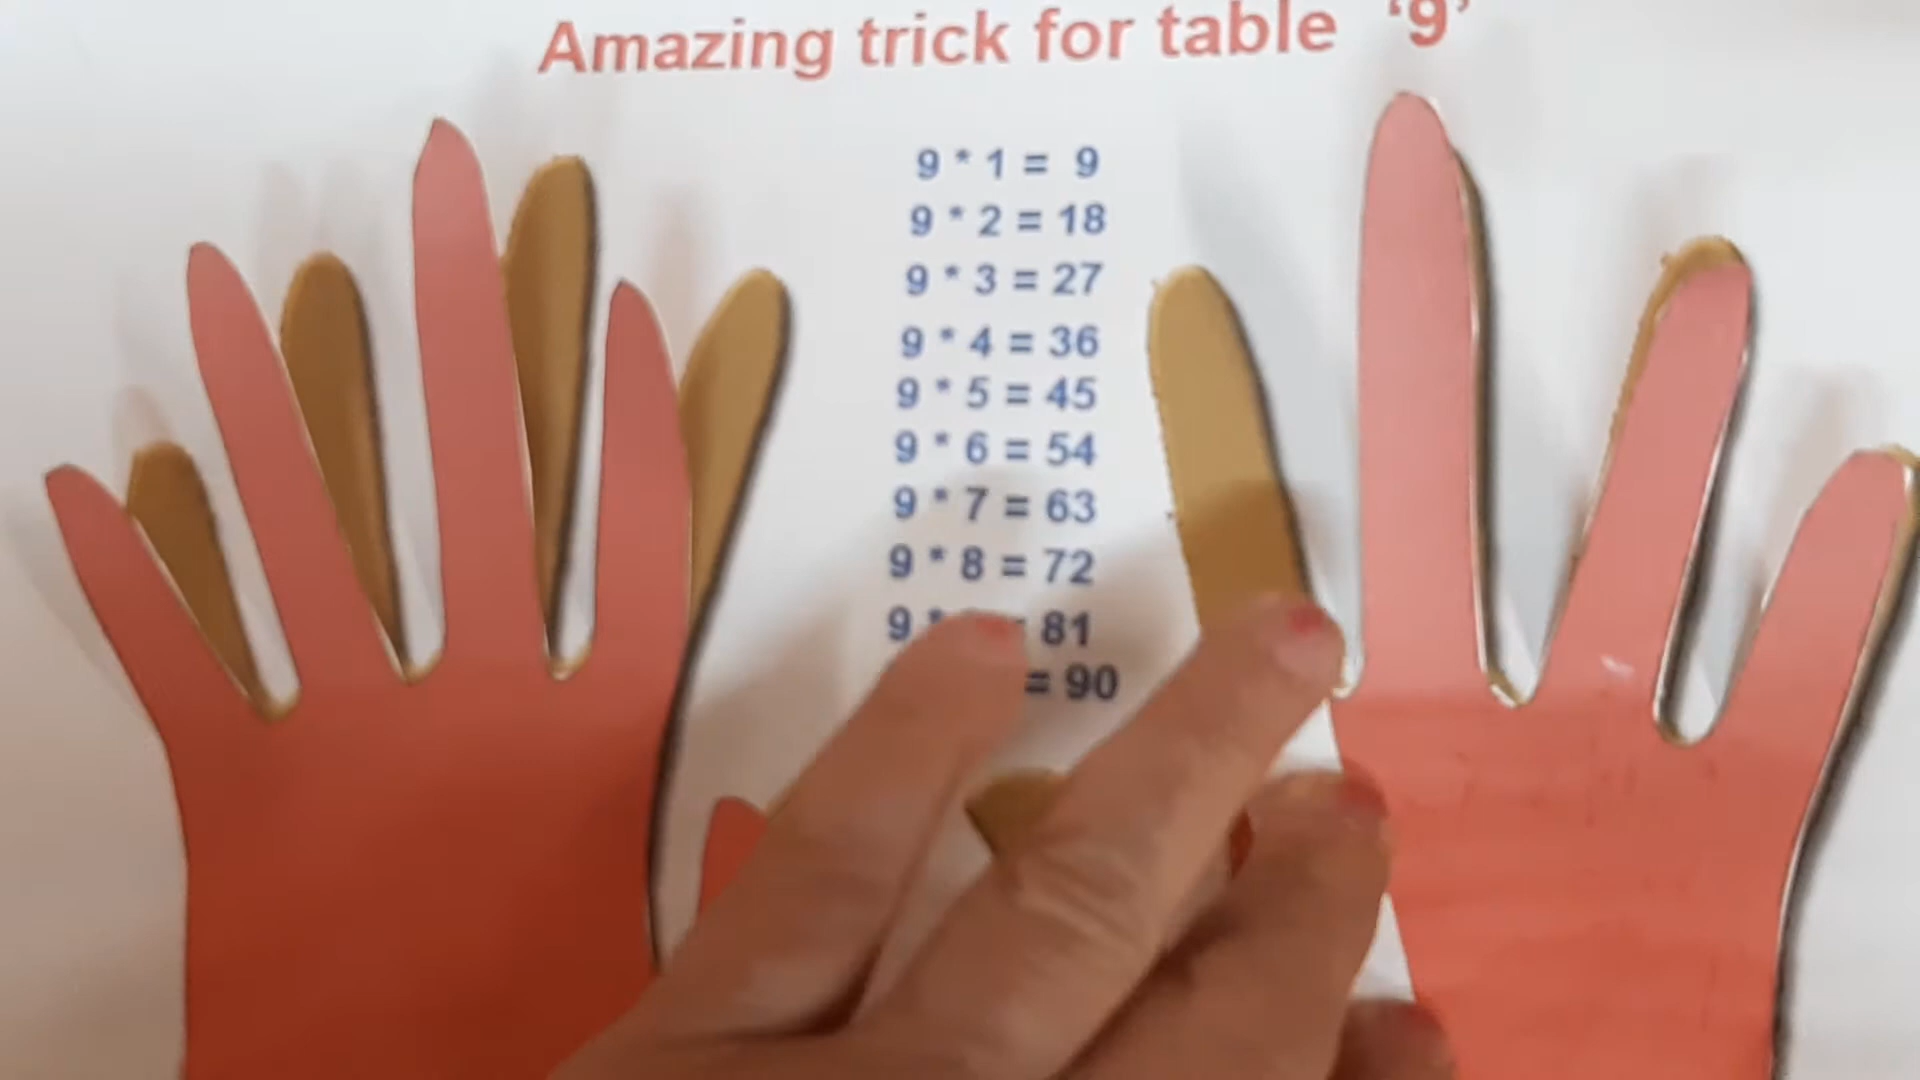 Amazing trick for table '9'
9 * 1 = 9
9 * 2 = 18
9 * 3 = 27
9 * 4 = 36
9 * 5 = 45
9 * 6 = 54
9 * 7 = 63
9 * 8 = 72
9 * = 81
= 90